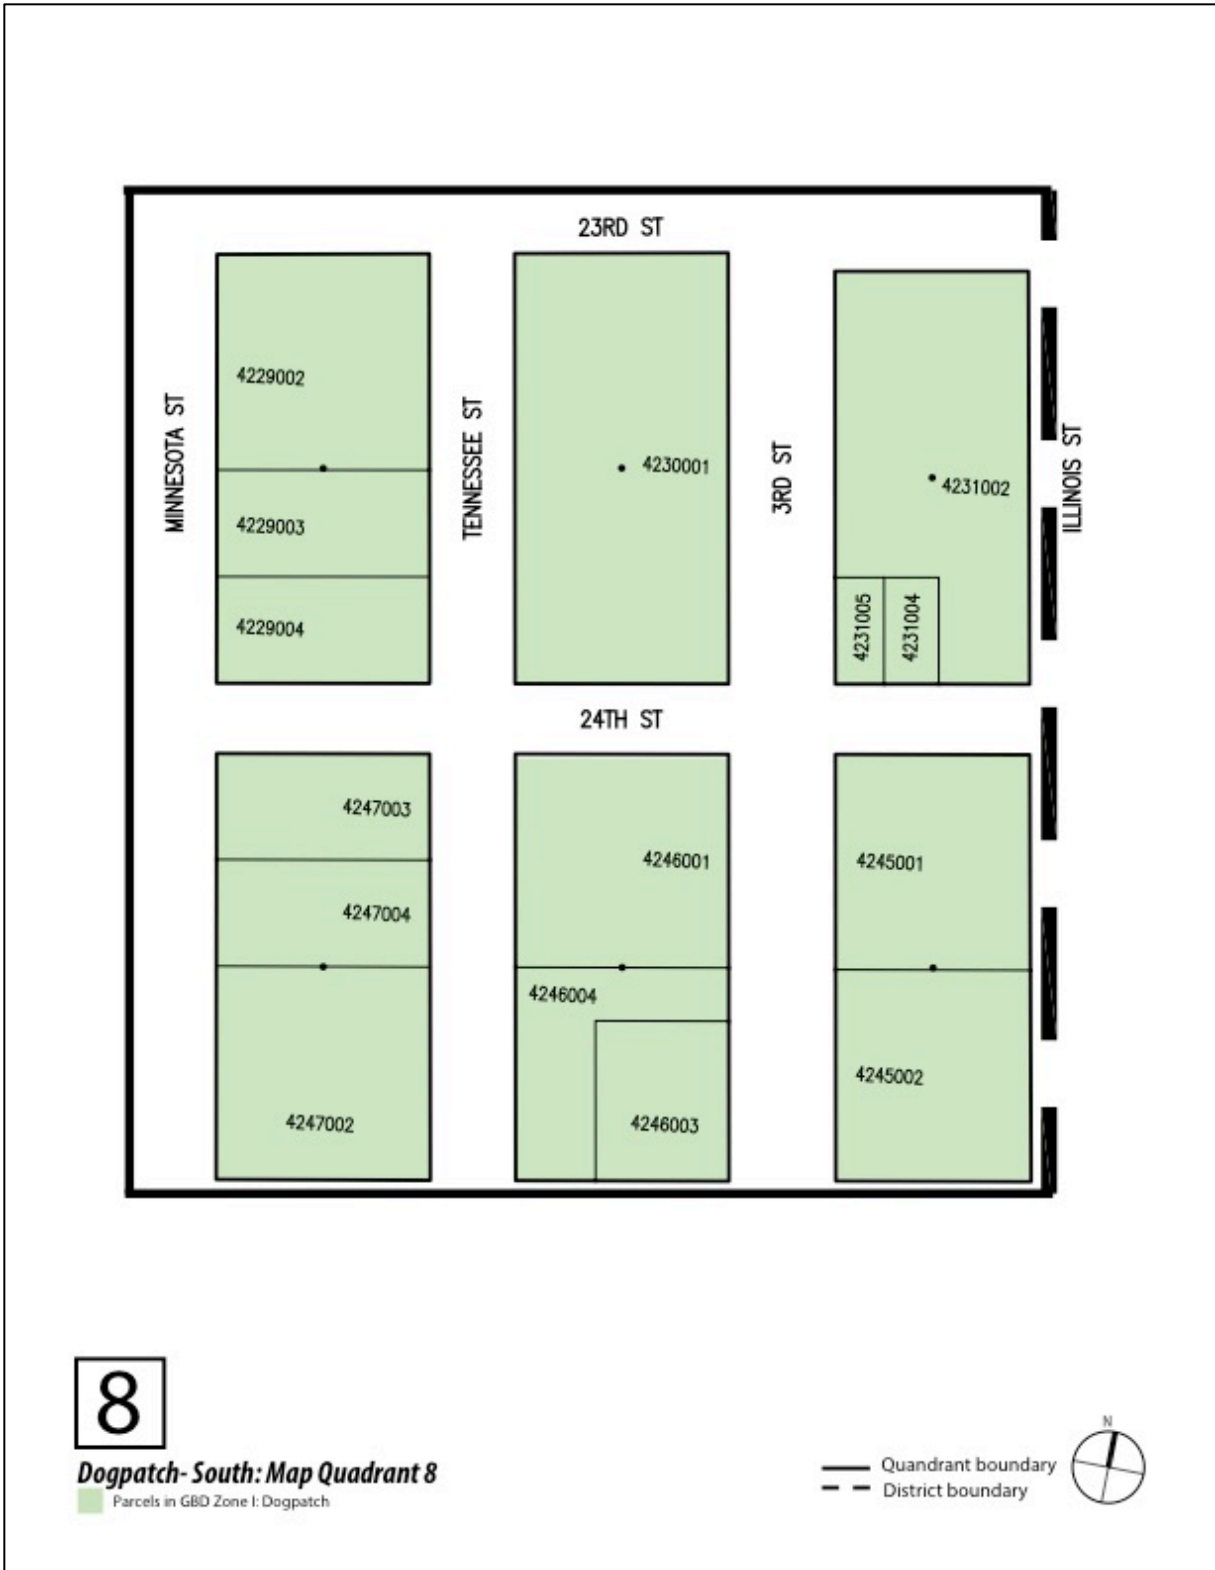 23RD ST
4229002
MINNESOTA ST
TENNESSEE ST
4230001
3RD ST
4231002
ILLINOIS ST
4229003
4229004
4231005
4231004
24TH ST
4247003
4246001
4245001
4247004
4246004
4245002
4247002
4246003
8
Dogpatch- South: Map Quadrant 8
Parcels in GBD Zone I: Dogpatch
N
Quandrant boundary
District boundary